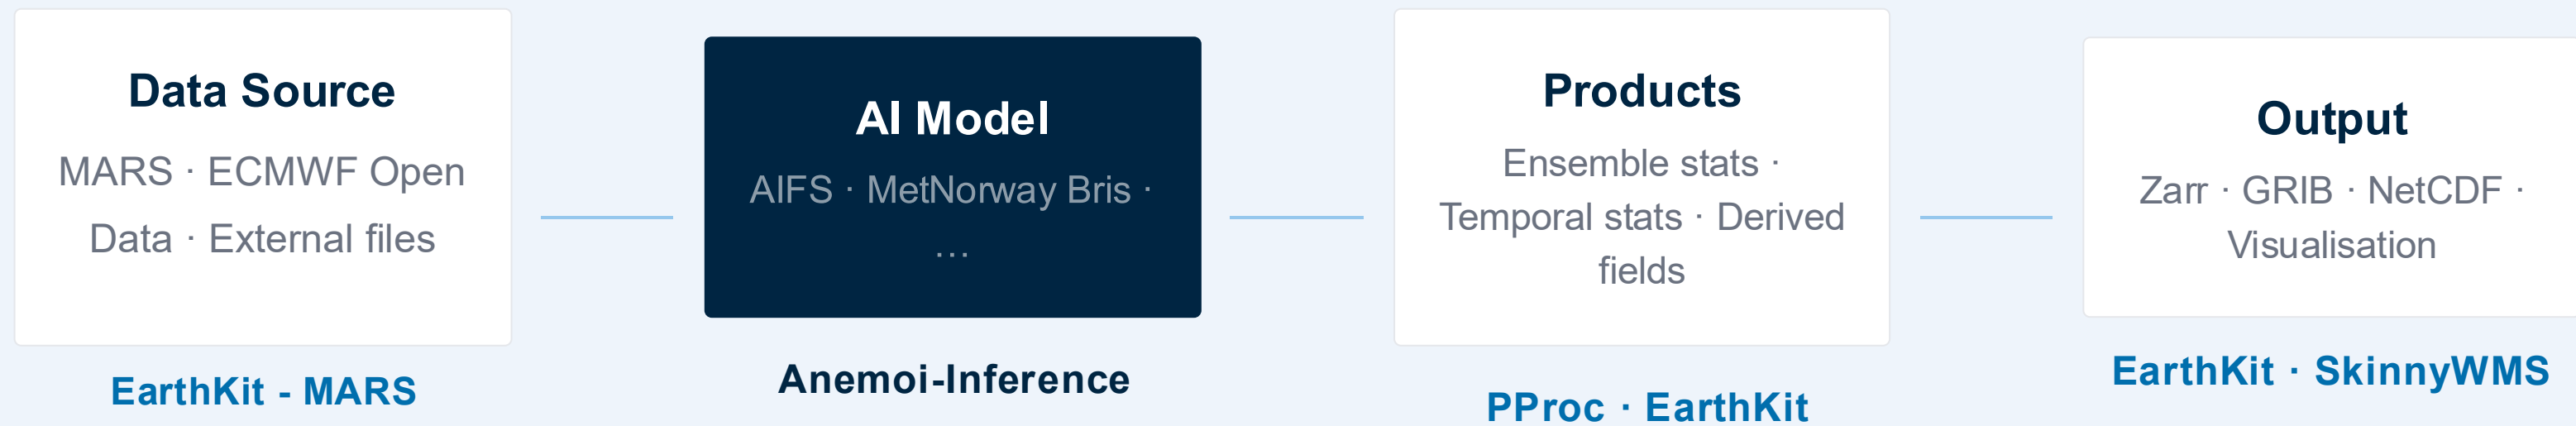 Data Source
MARS · ECMWF Open
Data · External files
EarthKit - MARS
AI Model
AIFS · MetNorway Bris ·
...
Anemoi-Inference
Products
Ensemble stats ·
Temporal stats · Derived
fields
PProc · EarthKit
Output
Zarr · GRIB · NetCDF ·
Visualisation
EarthKit · SkinnyWMS